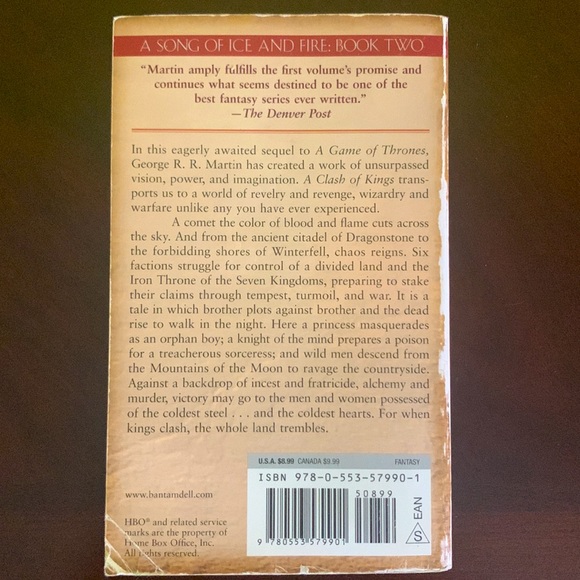 A SONG OF ICE AND FIRE: BOOK TWO
“Martin amply fulfills the first volume’s promise and
continues what seems destined to be one of the
best fantasy series ever written.”
—The Denver Post
In this eagerly awaited sequel to A Game of Thrones,
George R. R. Martin has created a work of unsurpassed
vision, power, and imagination. A Clash of Kings trans-
ports us to a world of revelry and revenge, wizardry and
warfare unlike any you have ever experienced.
A comet the color of blood and flame cuts across
the sky. And from the ancient citadel of Dragonstone to
the forbidding shores of Winterfell, chaos reigns. Six
factions struggle for control of a divided land and the
Iron Throne of the Seven Kingdoms, preparing to stake
their claims through tempest, turmoil, and war. It is a
tale in which brother plots against brother and the dead
rise to walk in the night. Here a princess masquerades
as an orphan boy; a knight of the mind prepares a poison
for a treacherous sorceress; and wild men descend from
the Mountains of the Moon to ravage the countryside.
Against a backdrop of incest and fratricide, alchemy and
murder, victory may go to the men and women possessed
of the coldest steel . . . and the coldest hearts. For when
kings clash, the whole land trembles.
U.S.A. $8.99 CANADA $9.99 FANTASY
ISBN 978-0-553-57990-1
50899
9 780553 579901
EAN
S
www.bantamdell.com
HBO® and related service
marks are the property of
Home Box Office, Inc.
All rights reserved.